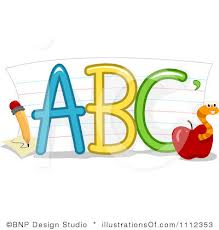 ABC'
©BNP Design Studio * illustrationsOf.com/1112353